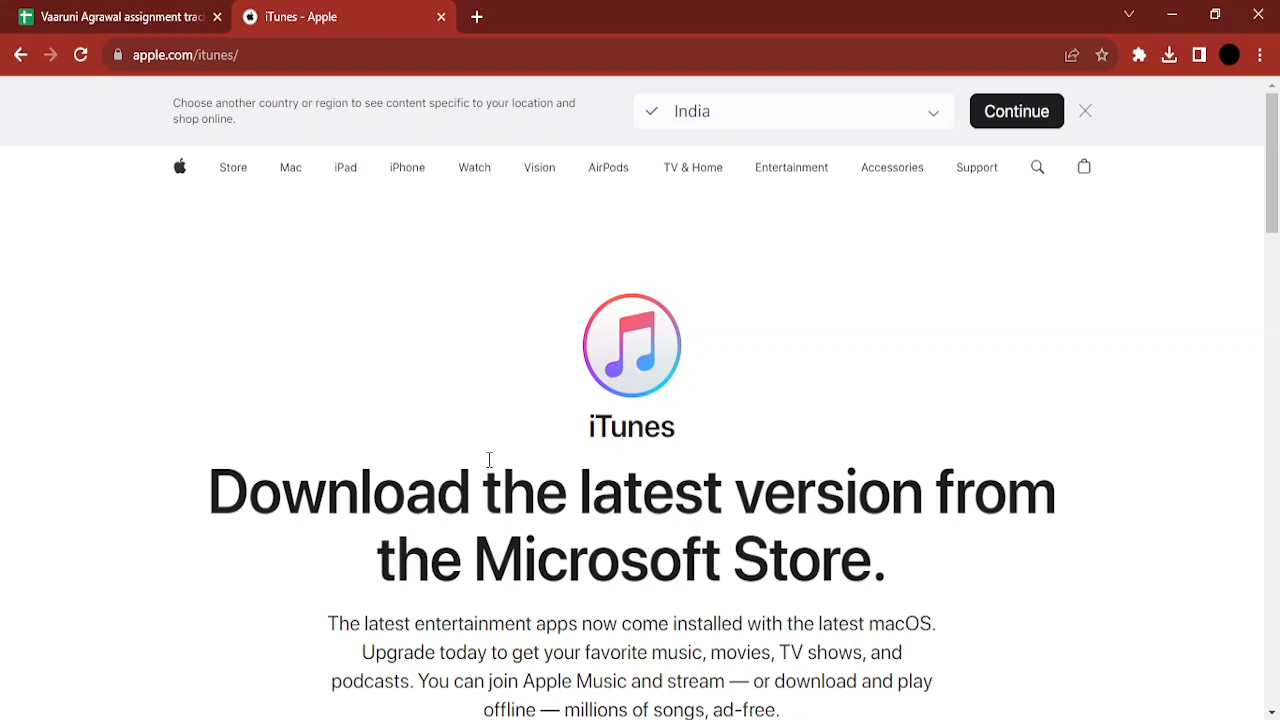 Vaaruni Agrawal assignment trac
iTunes - Apple
apple.com/itunes/
Choose another country or region to see content specific to your location and
shop online.
India
Continue
Store Mac iPad iPhone Watch Vision AirPods TV & Home Entertainment Accessories Support
iTunes
Download the latest version from
the Microsoft Store.
The latest entertainment apps now come installed with the latest macOS.
Upgrade today to get your favorite music, movies, TV shows, and
podcasts. You can join Apple Music and stream — or download and play
offline — millions of songs, ad-free.